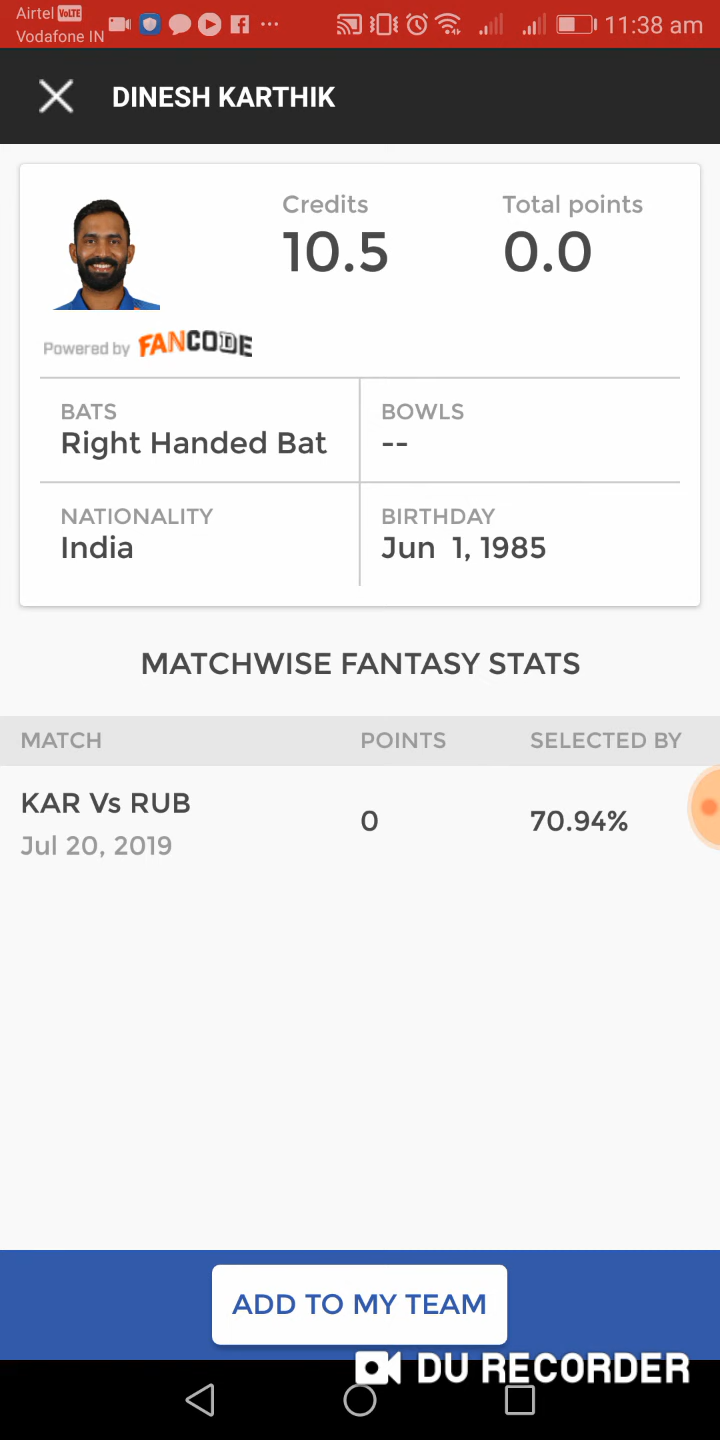 Airtel VoLTE
Vodafone IN
11:38 am
DINESH KARTHIK
Credits
10.5
Total points
0.0
Powered by FANCODE
BATS
Right Handed Bat
BOWLS
--
NATIONALITY
India
BIRTHDAY
Jun 1, 1985
MATCHWISE FANTASY STATS
MATCH POINTS SELECTED BY
KAR Vs RUB
Jul 20, 2019
0
70.94%
ADD TO MY TEAM
DU RECORDER